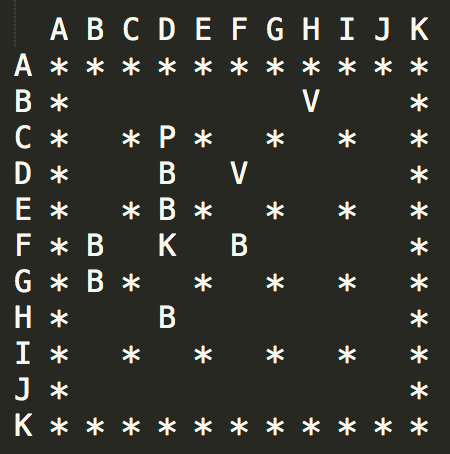 A B C D E F G H I J K
A * * * * * * * * * * *
B *             V     *
C *   * P *   *   *   *
D *     B   V         *
E *   * B *   *   *   *
F * B   K   B         *
G * B *   *   *   *   *
H *     B             *
I *   *   *   *   *   *
J *                   *
K * * * * * * * * * * *